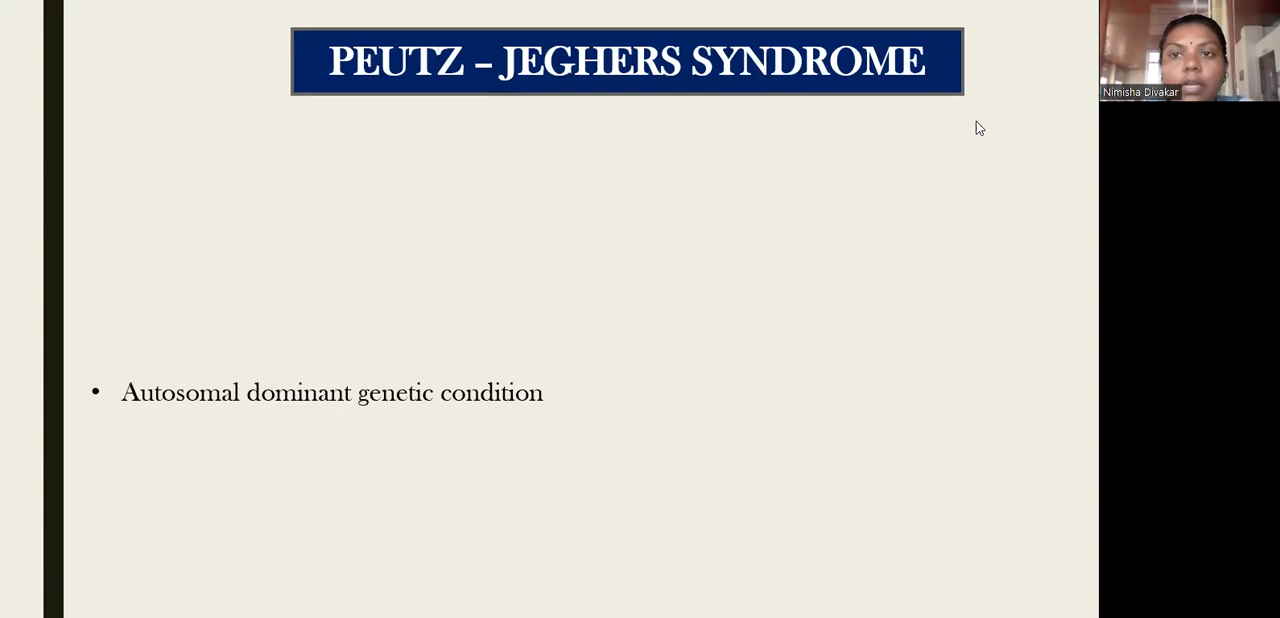 PEUTZ – JEGHERS SYNDROME
Nimisha Divakar
• Autosomal dominant genetic condition